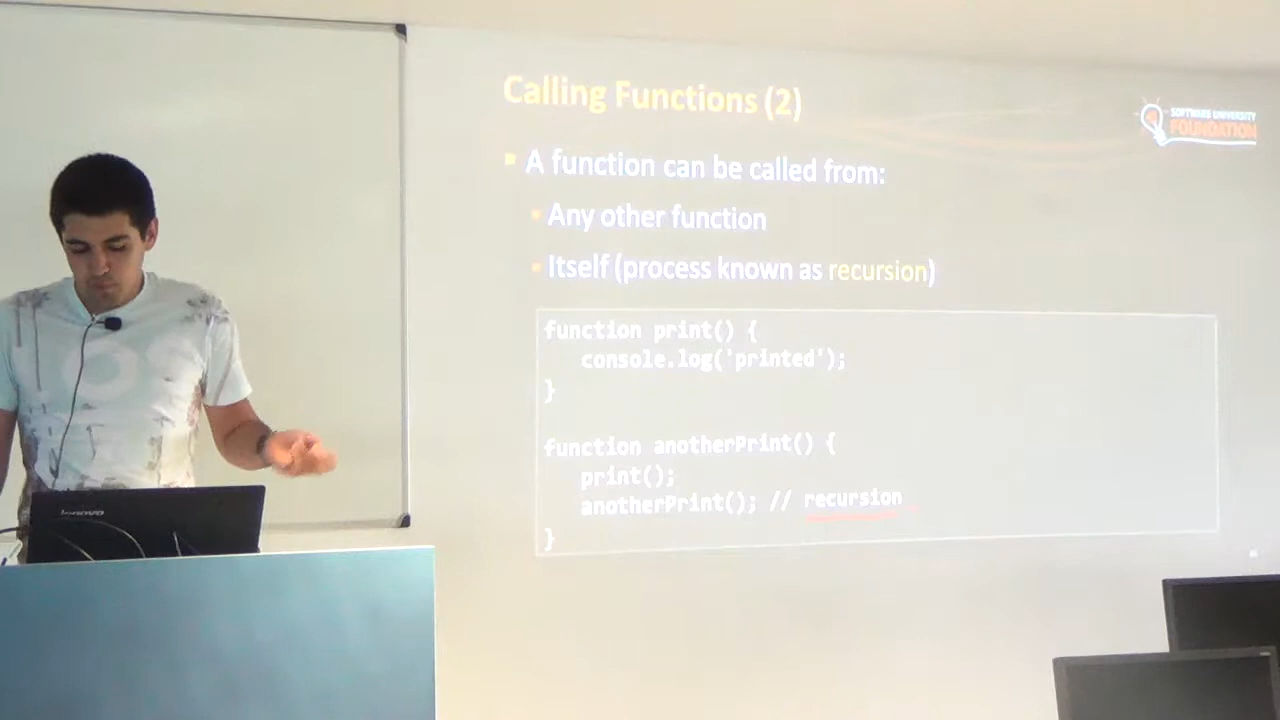 Calling Functions (2)
SOFTWARE UNIVERSITY
FOUNDATION
A function can be called from:
Any other function
Itself (process known as recursion)
function print() {
console.log('printed');
}
function anotherPrint() {
print();
anotherPrint(); // recursion
}
lenovo